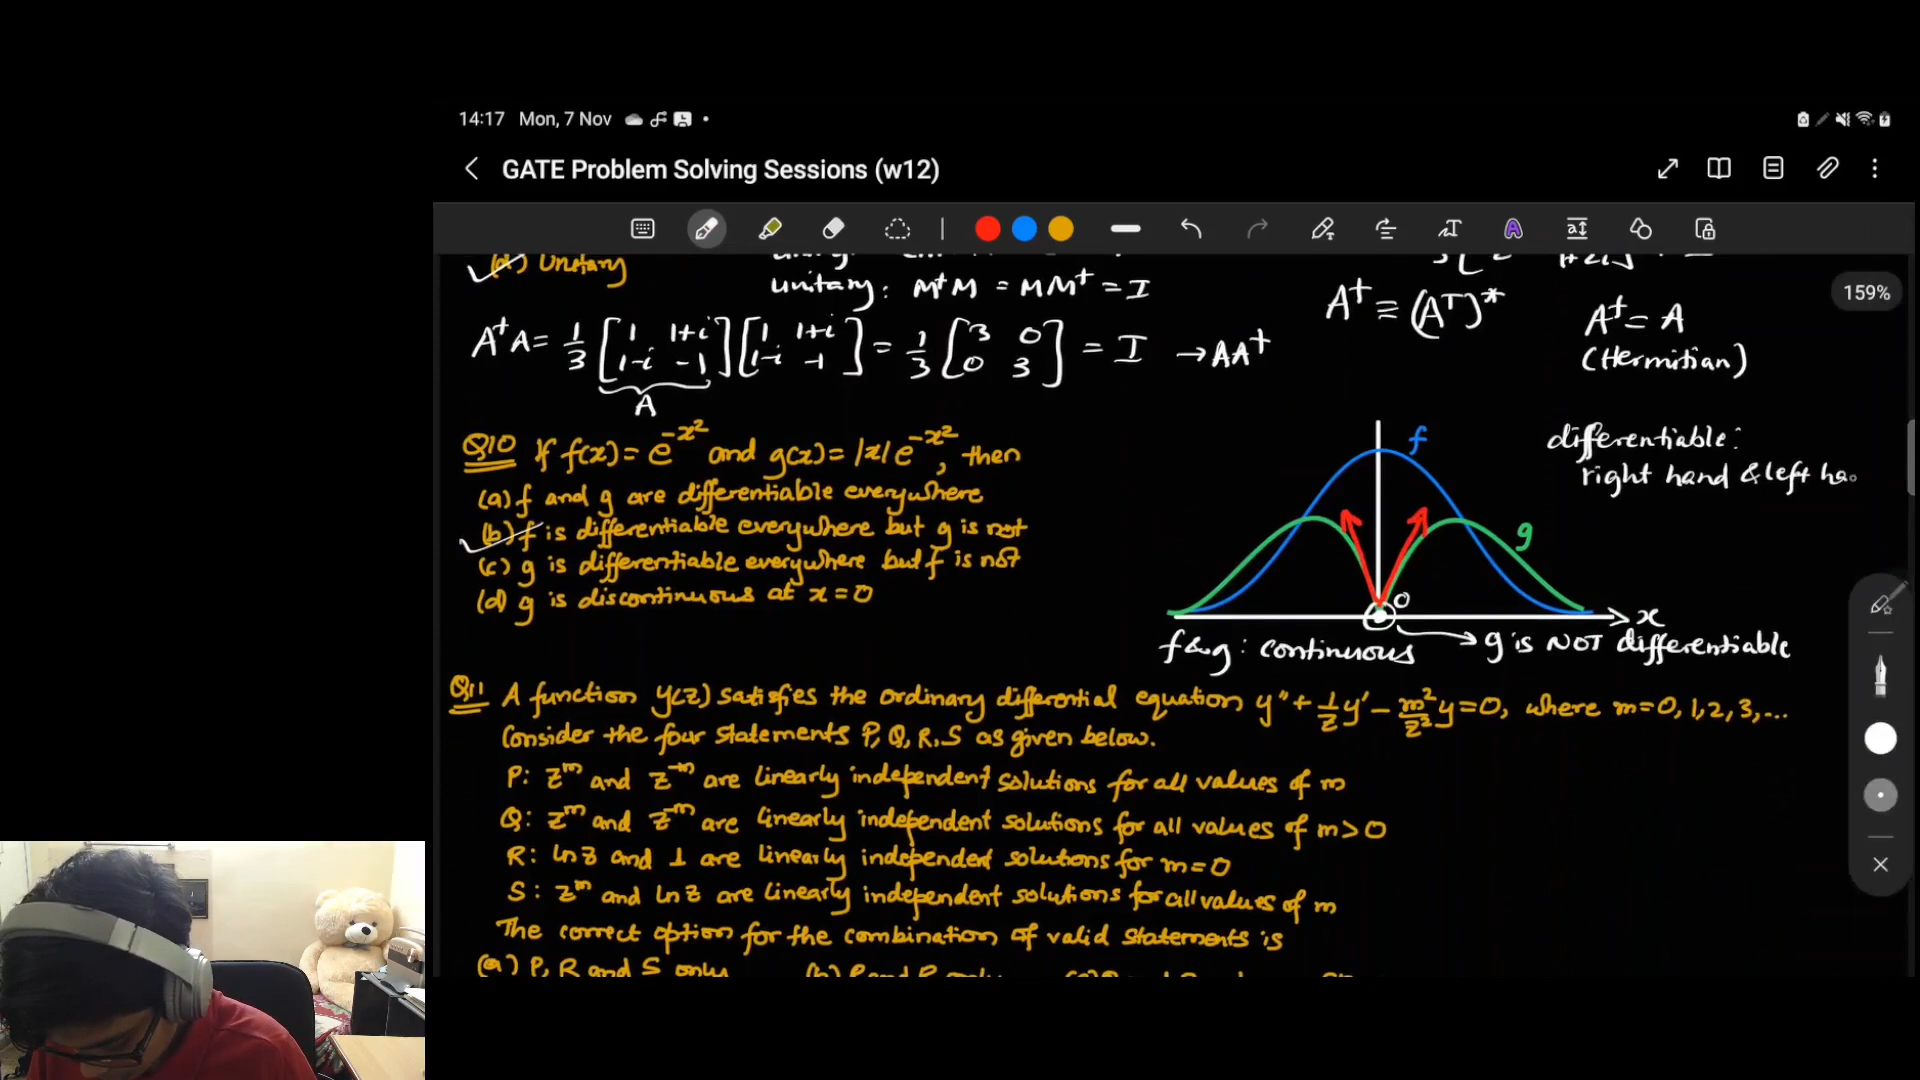 14:17 Mon, 7 Nov
GATE Problem Solving Sessions (w12)
159%
(d) Unitary
unitary: M†M = MM† = I
A† ≡ (Aᵀ)*
A† = A
(Hermitian)
A†A = 1/3 [1 1+i; 1-i -1] [1 1+i; 1-i -1] = 1/3 [3 0; 0 3] = I → AA†
A
Q10 If f(x) = e^{-x²} and g(x) = |x| e^{-x²}, then
(a) f and g are differentiable everywhere
(b) f is differentiable everywhere but g is not
(c) g is differentiable everywhere but f is not
(d) g is discontinuous at x = 0
f
g
0
x
differentiable:
right hand & left ha
f & g : continuous
g is NOT differentiable
Q11 A function y(z) satisfies the ordinary differential equation y'' + 1/z y' - m²/z² y = 0, where m = 0, 1, 2, 3, ...
Consider the four statements P, Q, R, S as given below.
P: z^m and z^{-m} are linearly independent solutions for all values of m
Q: z^m and z^{-m} are linearly independent solutions for all values of m > 0
R: ln z and 1 are linearly independent solutions for m = 0
S: z^m and ln z are linearly independent solutions for all values of m
The correct option for the combination of valid statements is
(a) P, R and S only